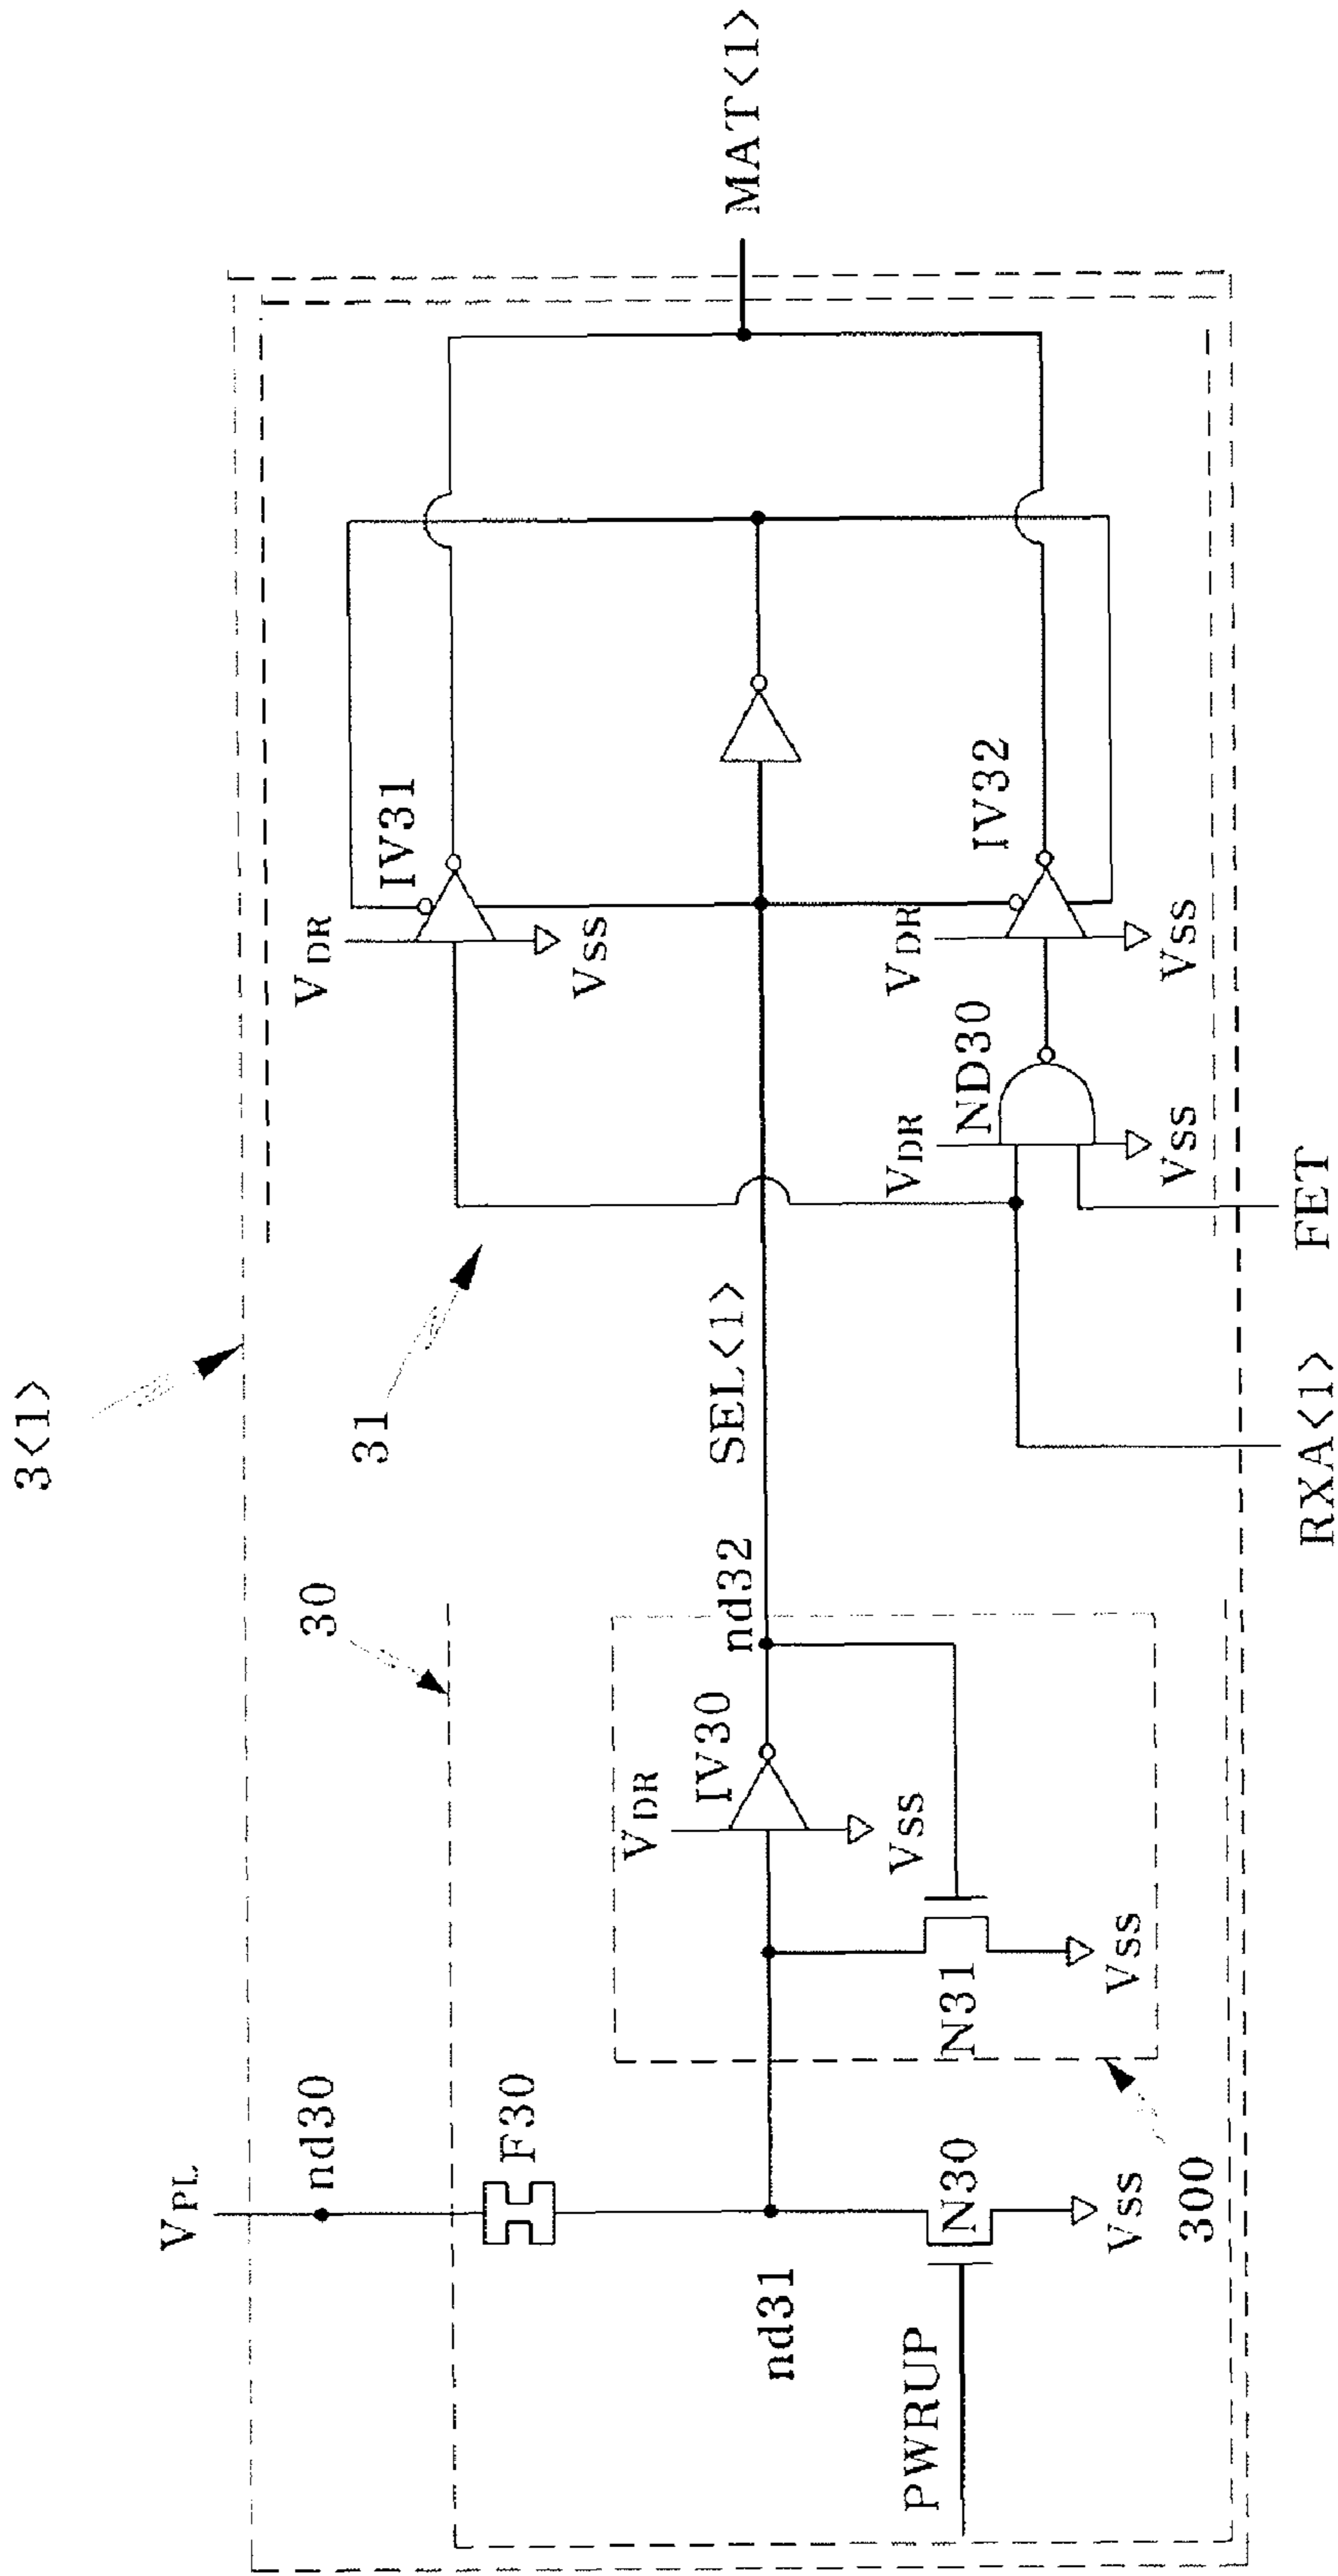 3<1>
VPL
nd30
30
31
F30
nd31
PWRUP
N30
Vss
300
VDR
IV30
Vss
N31
Vss
nd32
SEL<1>
VDR
IV31
Vss
VDR
ND30
Vss
VDR
IV32
Vss
MAT<1>
RXA<1>
FET